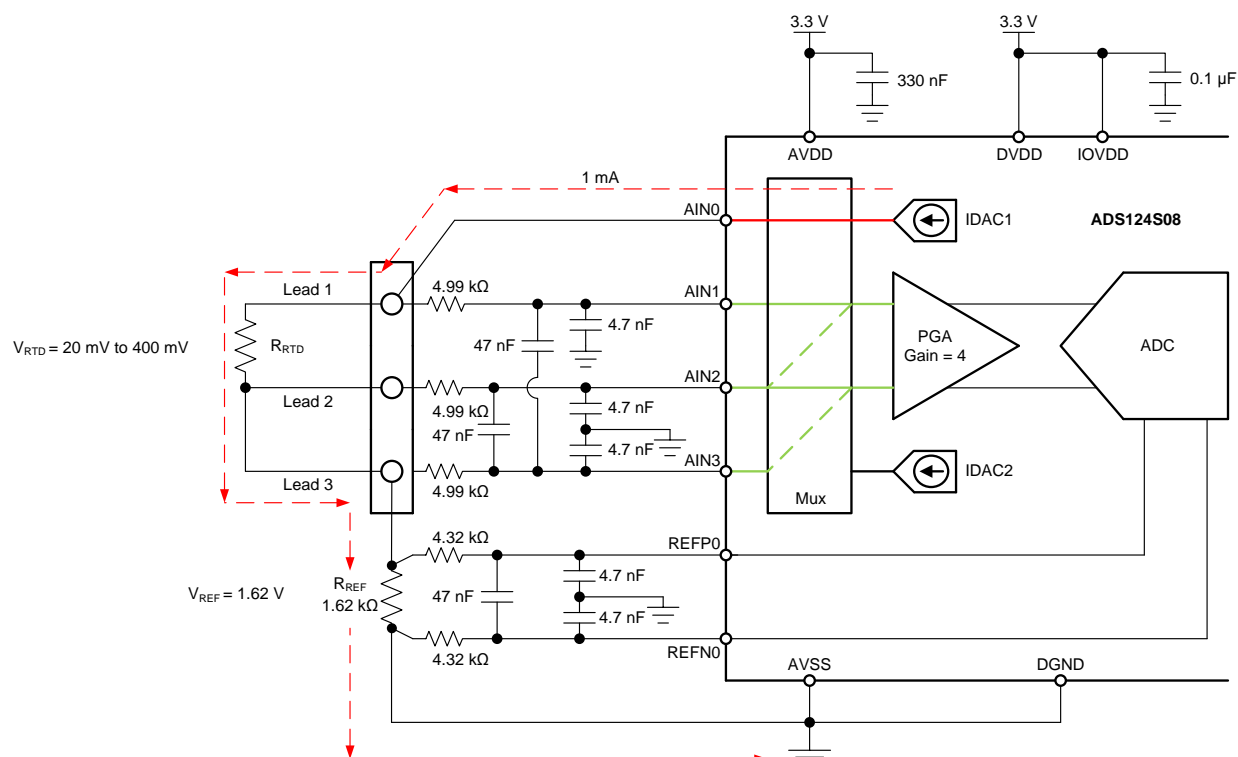 3.3 V
3.3 V
330 nF
0.1 µF
AVDD
DVDD
IOVDD
1 mA
AIN0
IDAC1
ADS124S08
Lead 1
4.99 kΩ
AIN1
4.7 nF
V_RTD = 20 mV to 400 mV
R_RTD
47 nF
PGA
Gain = 4
ADC
Lead 2
4.99 kΩ
AIN2
4.7 nF
47 nF
4.7 nF
Lead 3
4.99 kΩ
AIN3
IDAC2
Mux
4.32 kΩ
REFP0
V_REF = 1.62 V
R_REF
1.62 kΩ
47 nF
4.7 nF
4.7 nF
4.32 kΩ
REFN0
AVSS
DGND